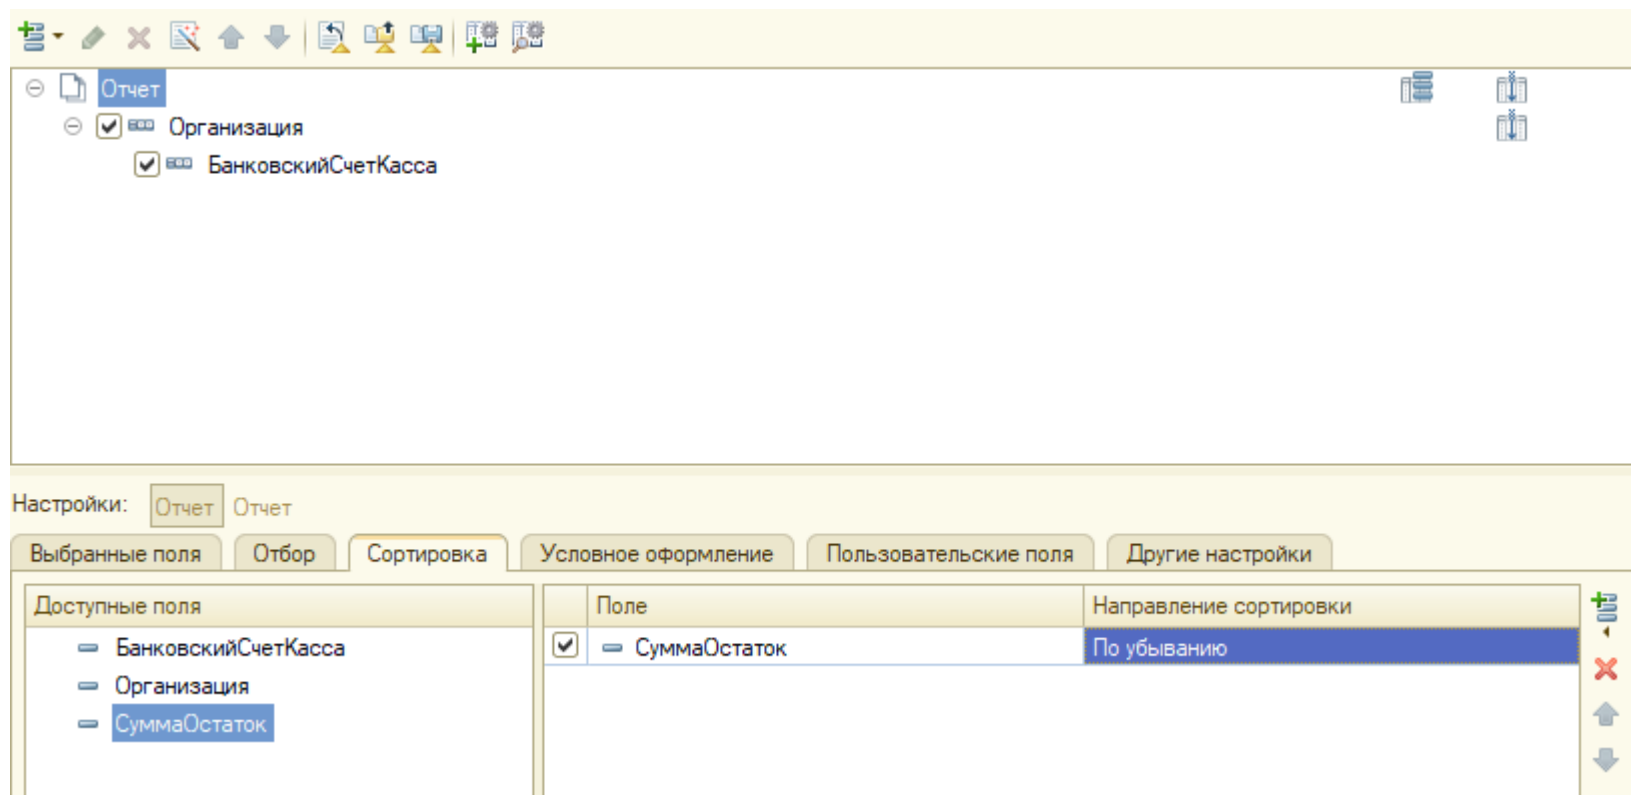 Отчет
Организация
БанковскийСчетКасса
Настройки: Отчет Отчет
Выбранные поля Отбор Сортировка Условное оформление Пользовательские поля Другие настройки
Доступные поля Поле Направление сортировки
БанковскийСчетКасса СуммаОстаток По убыванию
Организация
СуммаОстаток